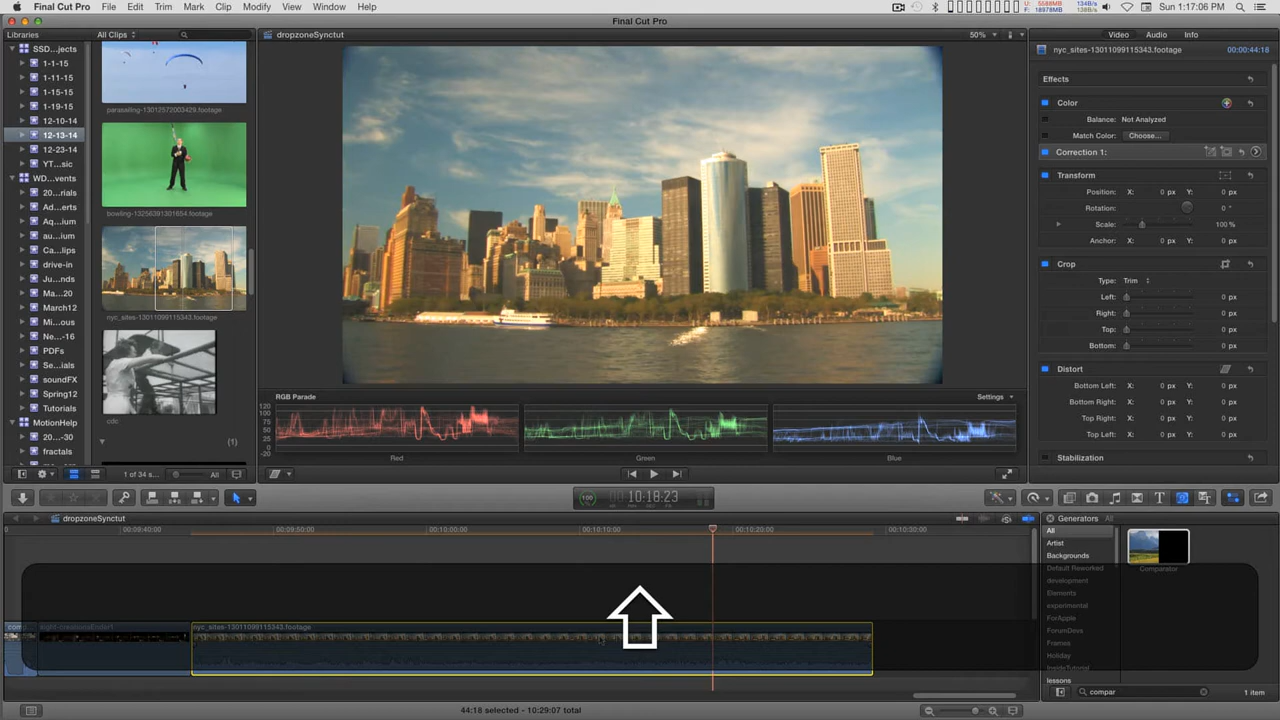 Final Cut Pro File Edit Trim Mark Clip Modify View Window Help
U: 5588MB 134B/s
F: 18978MB 138B/s
Sun 1:17:06 PM
Final Cut Pro
Libraries
All Clips
dropzoneSynctut
50%
Video Audio Info
SSD...jects
1-1-15
1-11-15
1-15-15
1-19-15
12-10-14
12-13-14
12-23-14
YT...sic
WD...vents
20...rials
Ad...erts
Aq...ium
au...ium
Ca...lips
drive-in
Ju...nds
Ma...20
March12
Mi...ous
Ne...-16
PDFs
Se...ials
soundFX
Spring12
Tutorials
MotionHelp
20...-30
fractals
Le...als
parasailing-13012572003429.footage
bowling-13256391301654.footage
nyc_sites-13011099115343.footage
cdc
(1)
1 of 34 s...
All
nyc_sites-13011099115343.footage
00:00:44:18
Effects
Color
Balance: Not Analyzed
Match Color: Choose...
Correction 1:
Transform
Position: X: 0 px Y: 0 px
Rotation: 0 °
Scale: 100 %
Anchor: X: 0 px Y: 0 px
Crop
Type: Trim
Left: 0 px
Right: 0 px
Top: 0 px
Bottom: 0 px
Distort
Bottom Left: X: 0 px Y: 0 px
Bottom Right: X: 0 px Y: 0 px
Top Right: X: 0 px Y: 0 px
Top Left: X: 0 px Y: 0 px
Stabilization
RGB Parade
Settings
120
100
75
50
25
0
-20
Red
Green
Blue
100
10:18:23
dropzoneSynctut
00:09:40:00
00:09:50:00
00:10:00:00
00:10:10:00
00:10:20:00
00:10:30:00
com...
nyc_sites-13011099115343.footage
Generators All
All
Artist
Backgrounds
Default Reworked
development
Elements
experimental
ForApple
ForumDevs
Frames
Holiday
InsideTutorial
lessons
Comparator
compar
1 item
44:18 selected - 10:29:07 total